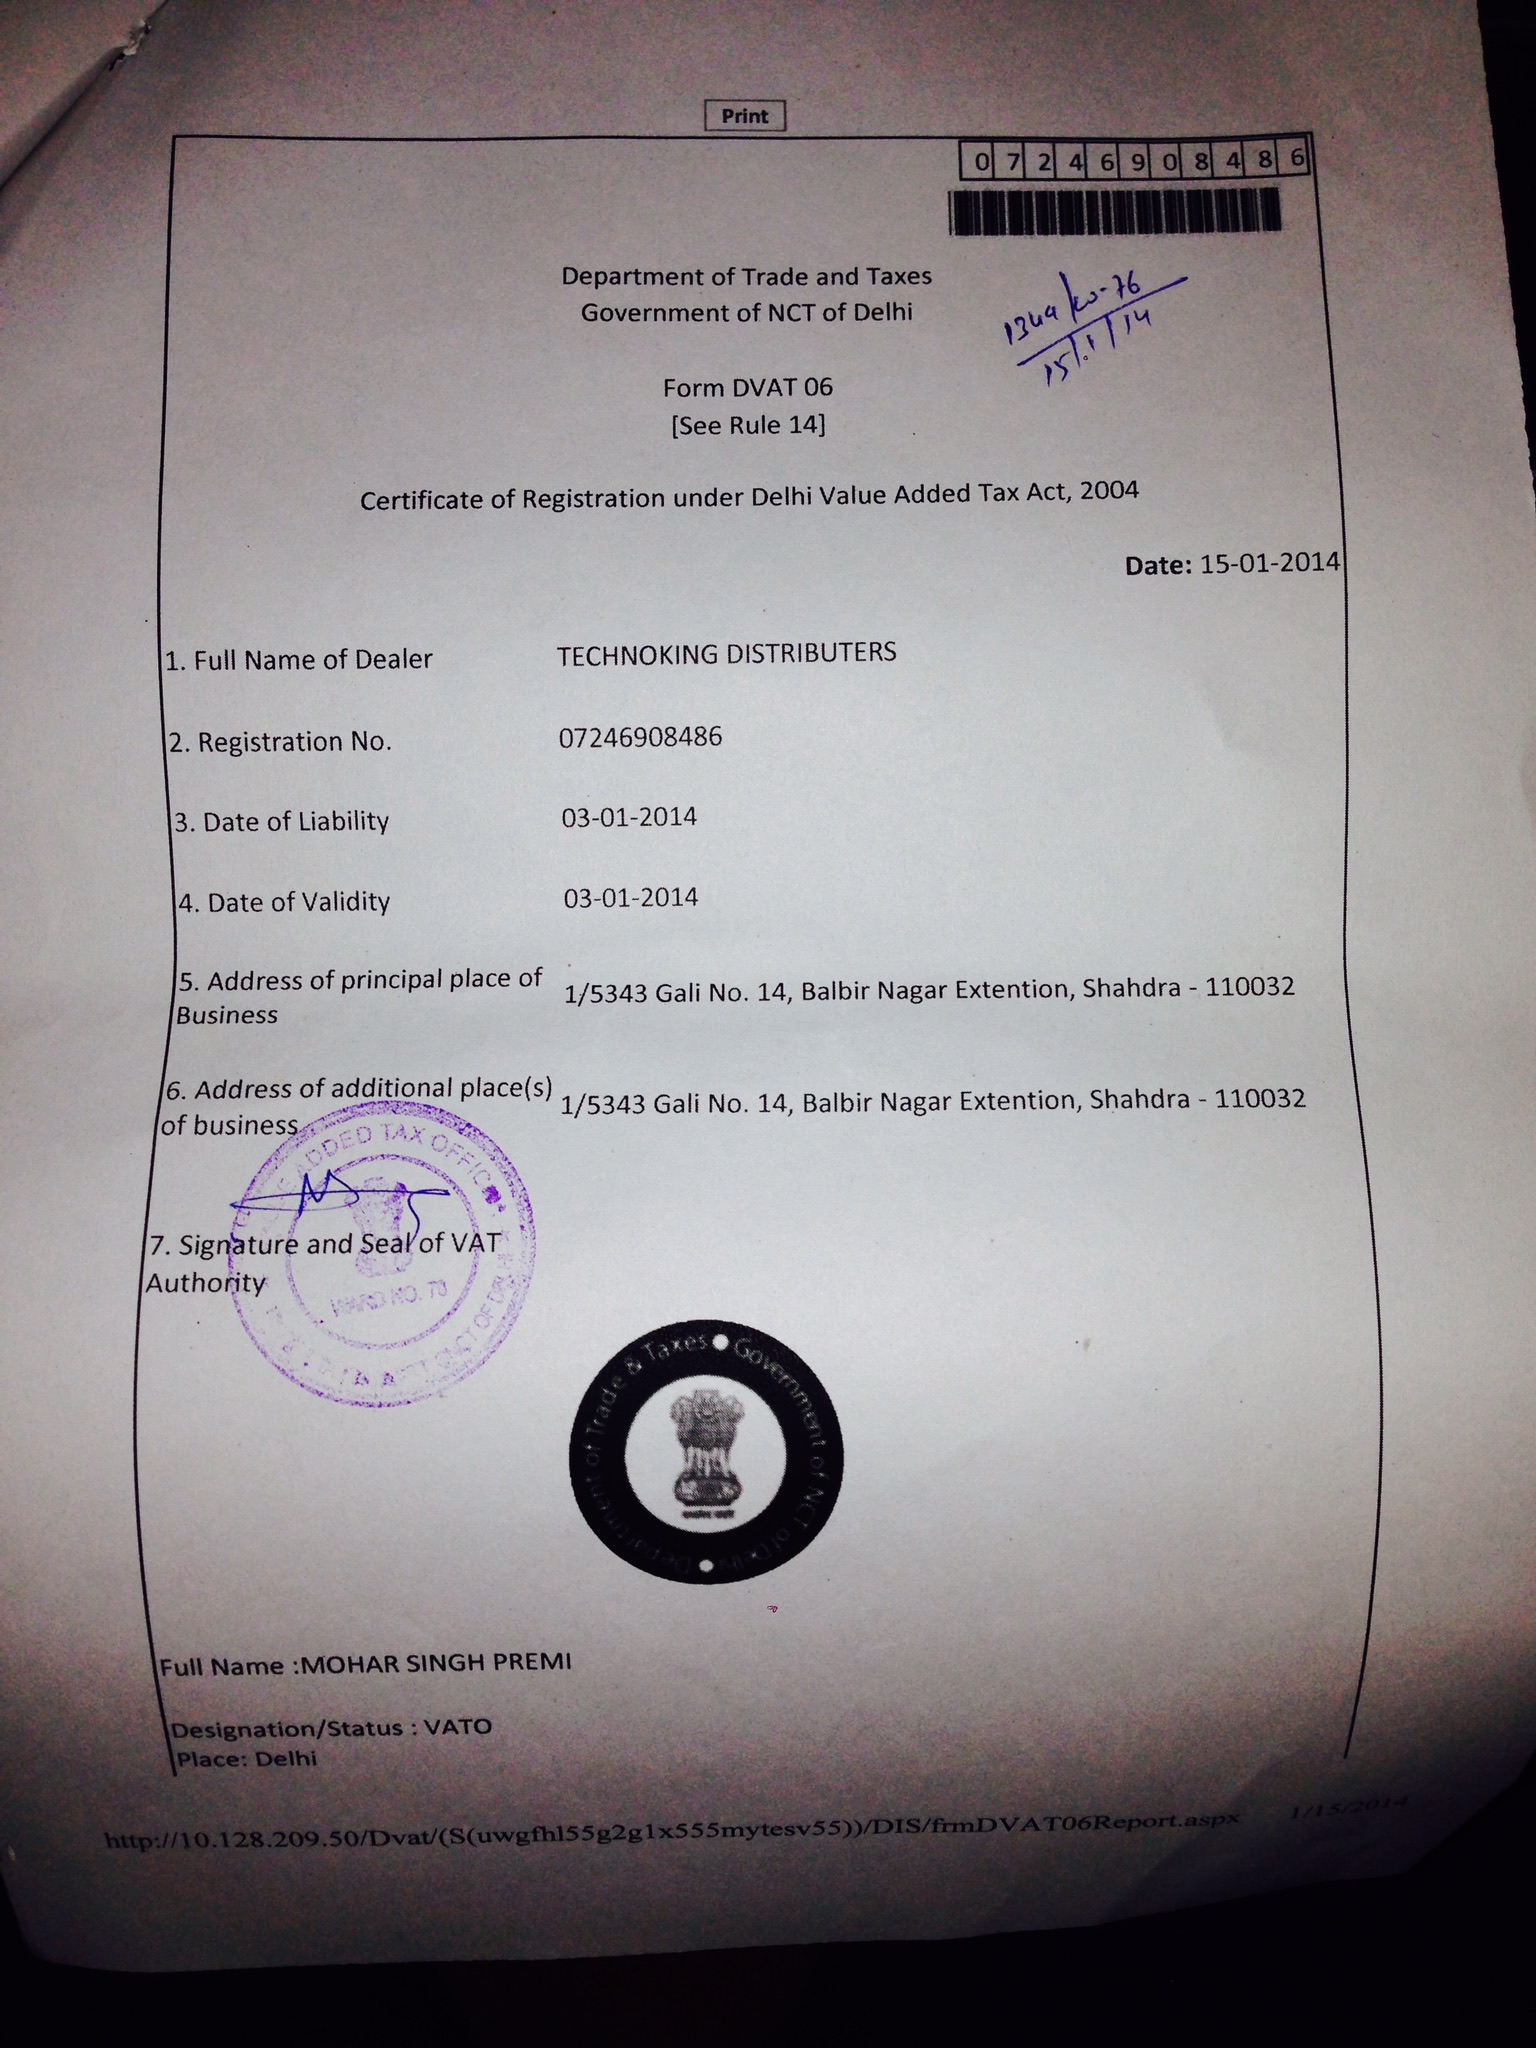 Print
0 7 2 4 6 9 0 8 4 8 6
Department of Trade and Taxes
Government of NCT of Delhi
15/1/14
Form DVAT 06
[See Rule 14]
Certificate of Registration under Delhi Value Added Tax Act, 2004
Date: 15-01-2014
1. Full Name of Dealer TECHNOKING DISTRIBUTERS
2. Registration No. 07246908486
3. Date of Liability 03-01-2014
4. Date of Validity 03-01-2014
5. Address of principal place of Business 1/5343 Gali No. 14, Balbir Nagar Extention, Shahdra - 110032
6. Address of additional place(s) of business 1/5343 Gali No. 14, Balbir Nagar Extention, Shahdra - 110032
ADDED TAX OFFICER
WARD NO.
7. Signature and Seal of VAT
Authority
Department of Trade & Taxes • Government of NCT of Delhi
Full Name :MOHAR SINGH PREMI
Designation/Status : VATO
Place: Delhi
http://10.128.209.50/Dvat/(S(uwgfhl55g2g1x555mytesv55))/DIS/frmDVAT06Report.aspx 1/15/2014